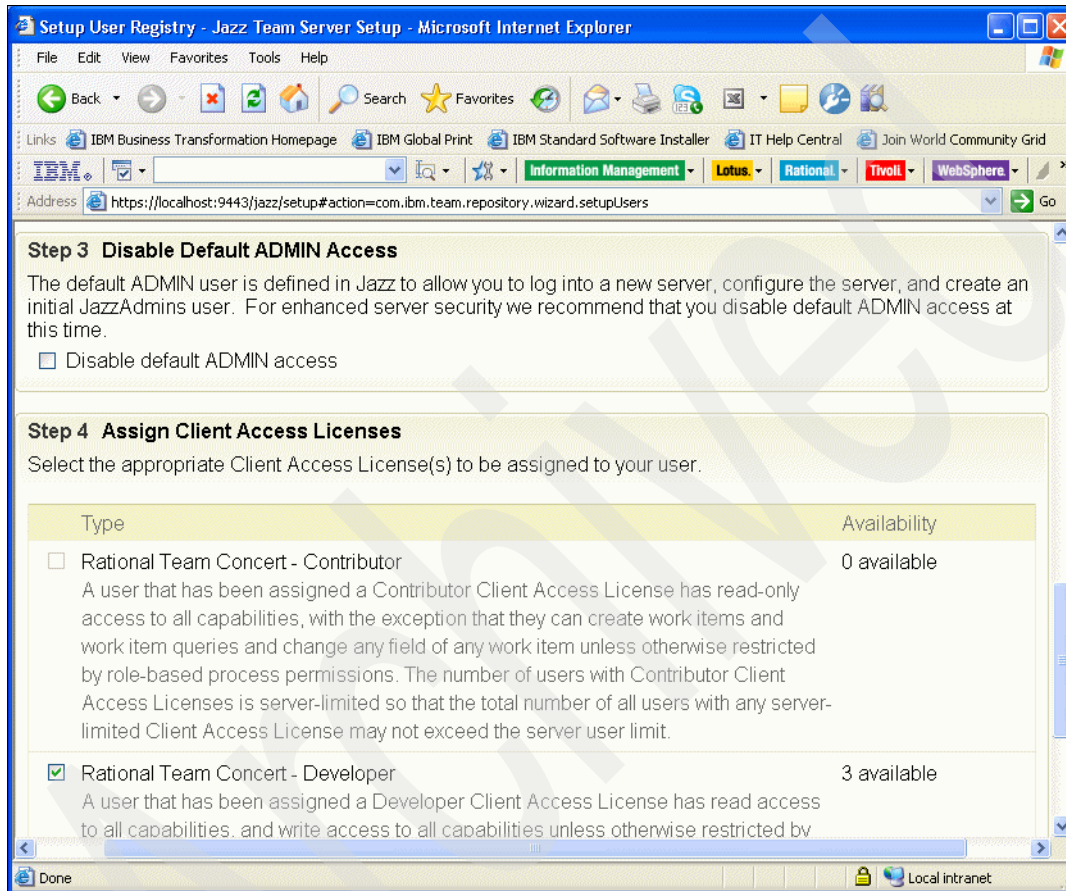 Setup User Registry - Jazz Team Server Setup - Microsoft Internet Explorer
File Edit View Favorites Tools Help
Back Search Favorites
Links IBM Business Transformation Homepage IBM Global Print IBM Standard Software Installer IT Help Central Join World Community Grid
IBM Information Management Lotus. Rational Tivoli. WebSphere.
Address https://localhost:9443/jazz/setup#action=com.ibm.team.repository.wizard.setupUsers Go
Step 3 Disable Default ADMIN Access
The default ADMIN user is defined in Jazz to allow you to log into a new server, configure the server, and create an
initial JazzAdmins user. For enhanced server security we recommend that you disable default ADMIN access at
this time.
Disable default ADMIN access
Step 4 Assign Client Access Licenses
Select the appropriate Client Access License(s) to be assigned to your user.
Type Availability
Rational Team Concert - Contributor 0 available
A user that has been assigned a Contributor Client Access License has read-only
access to all capabilities, with the exception that they can create work items and
work item queries and change any field of any work item unless otherwise restricted
by role-based process permissions. The number of users with Contributor Client
Access Licenses is server-limited so that the total number of all users with any server-
limited Client Access License may not exceed the server user limit.
Rational Team Concert - Developer 3 available
A user that has been assigned a Developer Client Access License has read access
to all capabilities, and write access to all capabilities unless otherwise restricted by
Done Local intranet
Archived